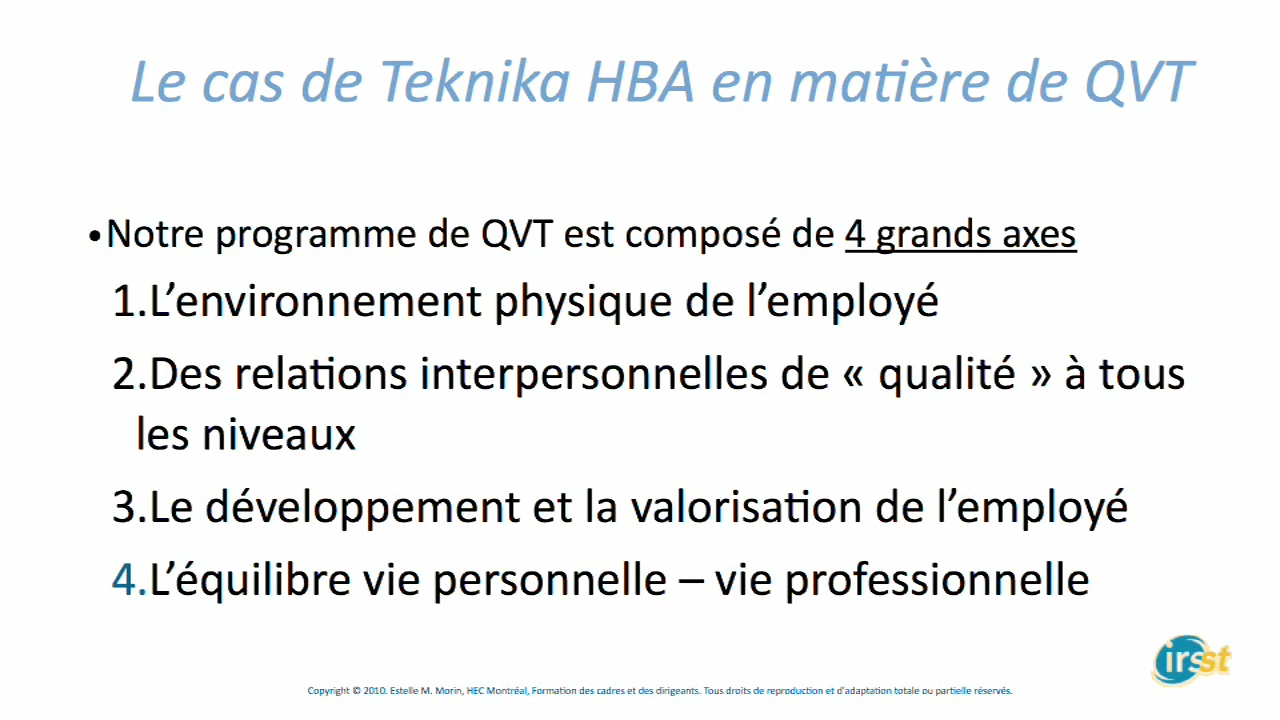 Le cas de Teknika HBA en matière de QVT
•Notre programme de QVT est composé de 4 grands axes
1.L’environnement physique de l’employé
2.Des relations interpersonnelles de « qualité » à tous
les niveaux
3.Le développement et la valorisation de l’employé
4.L’équilibre vie personnelle – vie professionnelle
irsst
Copyright © 2010. Estelle M. Morin, HEC Montréal, Formation des cadres et des dirigeants. Tous droits de reproduction et d'adaptation totale ou partielle réservés.